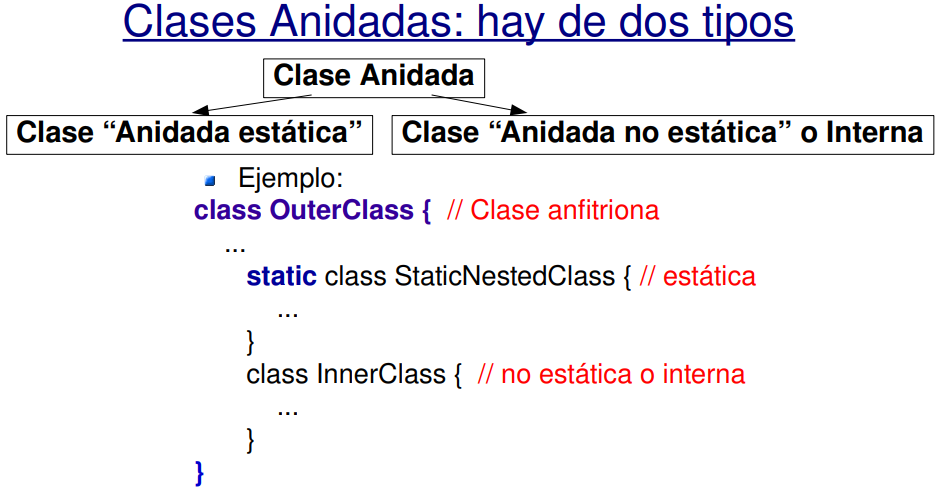 Clases Anidadas: hay de dos tipos
Clase Anidada
Clase “Anidada estática”
Clase “Anidada no estática” o Interna
Ejemplo:
class OuterClass { // Clase anfitriona
...
static class StaticNestedClass { // estática
...
}
class InnerClass { // no estática o interna
...
}
}